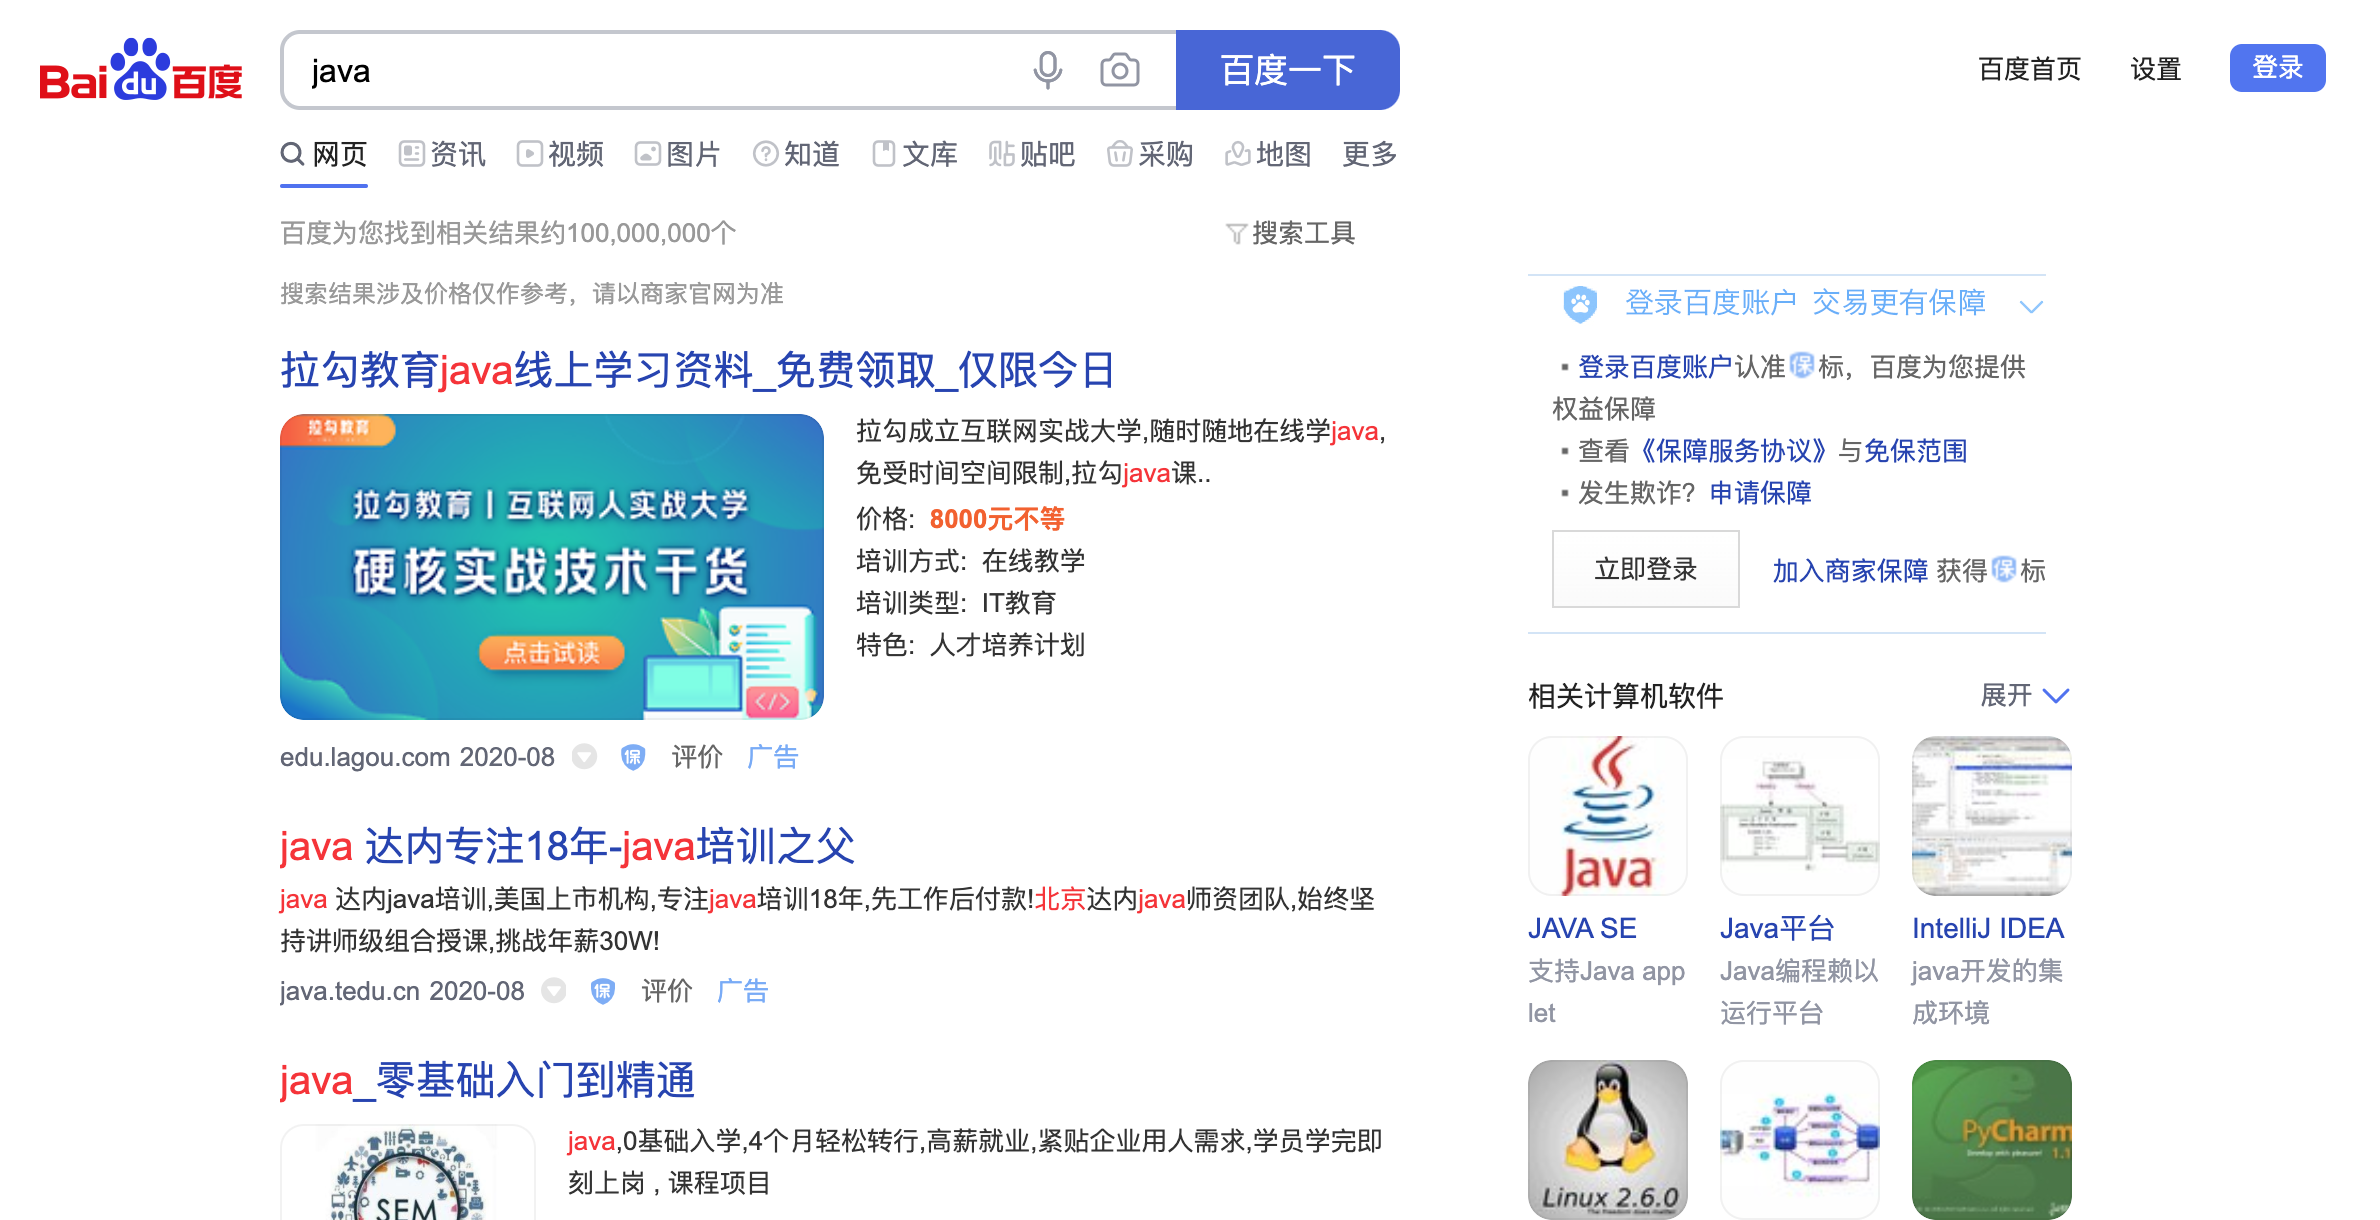 Bai du 百度
java
百度一下
百度首页
设置
登录
网页
资讯
视频
图片
知道
文库
贴 贴吧
采购
地图
更多
百度为您找到相关结果约100,000,000个
搜索工具
搜索结果涉及价格仅作参考，请以商家官网为准
拉勾教育java线上学习资料_免费领取_仅限今日
拉勾教育
拉勾教育丨互联网人实战大学
硬核实战技术干货
点击试读
</>
拉勾成立互联网实战大学,随时随地在线学java,
免受时间空间限制,拉勾java课..
价格: 8000元不等
培训方式: 在线教学
培训类型: IT教育
特色: 人才培养计划
edu.lagou.com 2020-08 保 评价 广告
java 达内专注18年-java培训之父
java 达内java培训,美国上市机构,专注java培训18年,先工作后付款!北京达内java师资团队,始终坚
持讲师级组合授课,挑战年薪30W!
java.tedu.cn 2020-08 保 评价 广告
java_零基础入门到精通
SEM
java,0基础入学,4个月轻松转行,高薪就业,紧贴企业用人需求,学员学完即
刻上岗 , 课程项目
登录百度账户 交易更有保障
▪ 登录百度账户认准保标，百度为您提供
权益保障
▪ 查看《保障服务协议》与免保范围
▪ 发生欺诈? 申请保障
立即登录
加入商家保障 获得保标
相关计算机软件
展开
Java
JAVA SE
支持Java app
let
Java平台
Java编程赖以
运行平台
IntelliJ IDEA
java开发的集
成环境
Linux 2.6.0
The freedom does matter
PyCharm
Develop with pleasure! 1.1